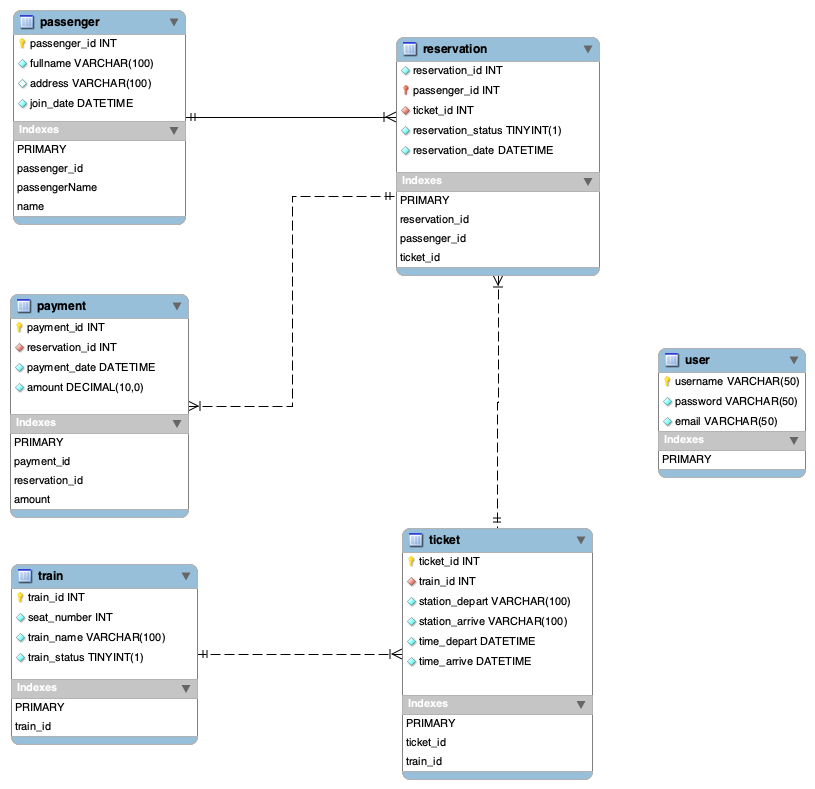 passenger
passenger_id INT
fullname VARCHAR(100)
address VARCHAR(100)
join_date DATETIME
Indexes
PRIMARY
passenger_id
passengerName
name
reservation
reservation_id INT
passenger_id INT
ticket_id INT
reservation_status TINYINT(1)
reservation_date DATETIME
Indexes
PRIMARY
reservation_id
passenger_id
ticket_id
payment
payment_id INT
reservation_id INT
payment_date DATETIME
amount DECIMAL(10,0)
Indexes
PRIMARY
payment_id
reservation_id
amount
user
username VARCHAR(50)
password VARCHAR(50)
email VARCHAR(50)
Indexes
PRIMARY
train
train_id INT
seat_number INT
train_name VARCHAR(100)
train_status TINYINT(1)
Indexes
PRIMARY
train_id
ticket
ticket_id INT
train_id INT
station_depart VARCHAR(100)
station_arrive VARCHAR(100)
time_depart DATETIME
time_arrive DATETIME
Indexes
PRIMARY
ticket_id
train_id